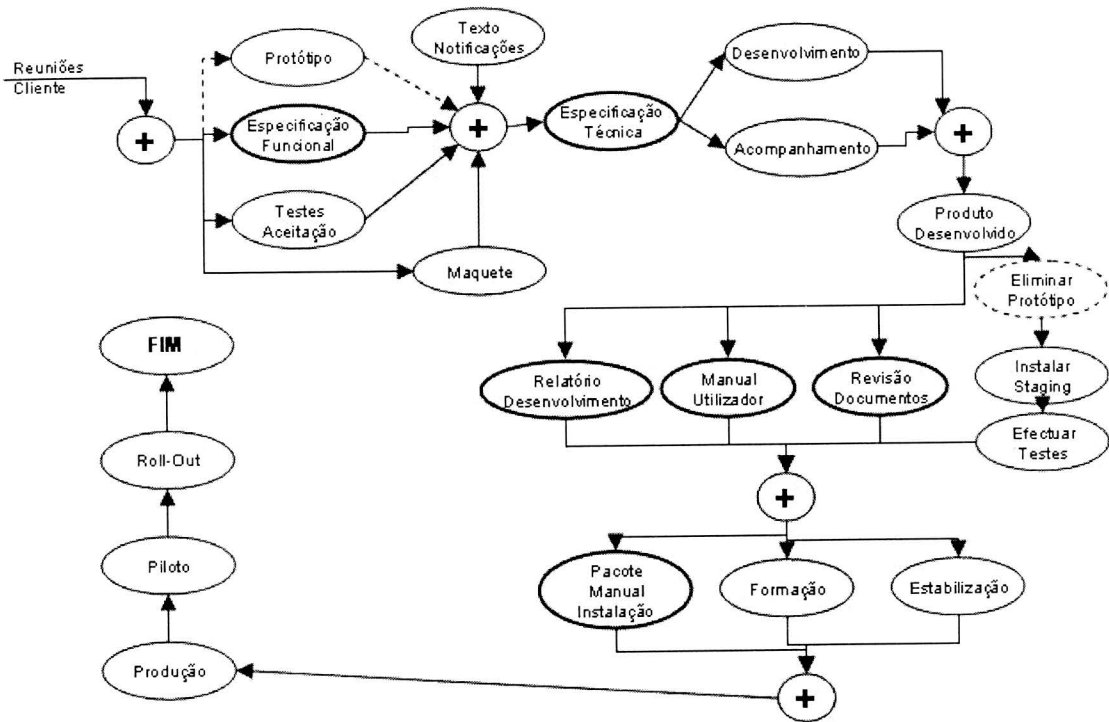 Reuniões
Cliente
+
Protótipo
Texto
Notificações
Especificação
Funcional
+
Especificação
Técnica
Desenvolvimento
Acompanhamento
+
Testes
Aceitação
Maquete
Produto
Desenvolvido
Eliminar
Protótipo
Instalar
Staging
Efectuar
Testes
Relatório
Desenvolvimento
Manual
Utilizador
Revisão
Documentos
+
Pacote
Manual
Instalação
Formação
Estabilização
+
Produção
Piloto
Roll-Out
FIM